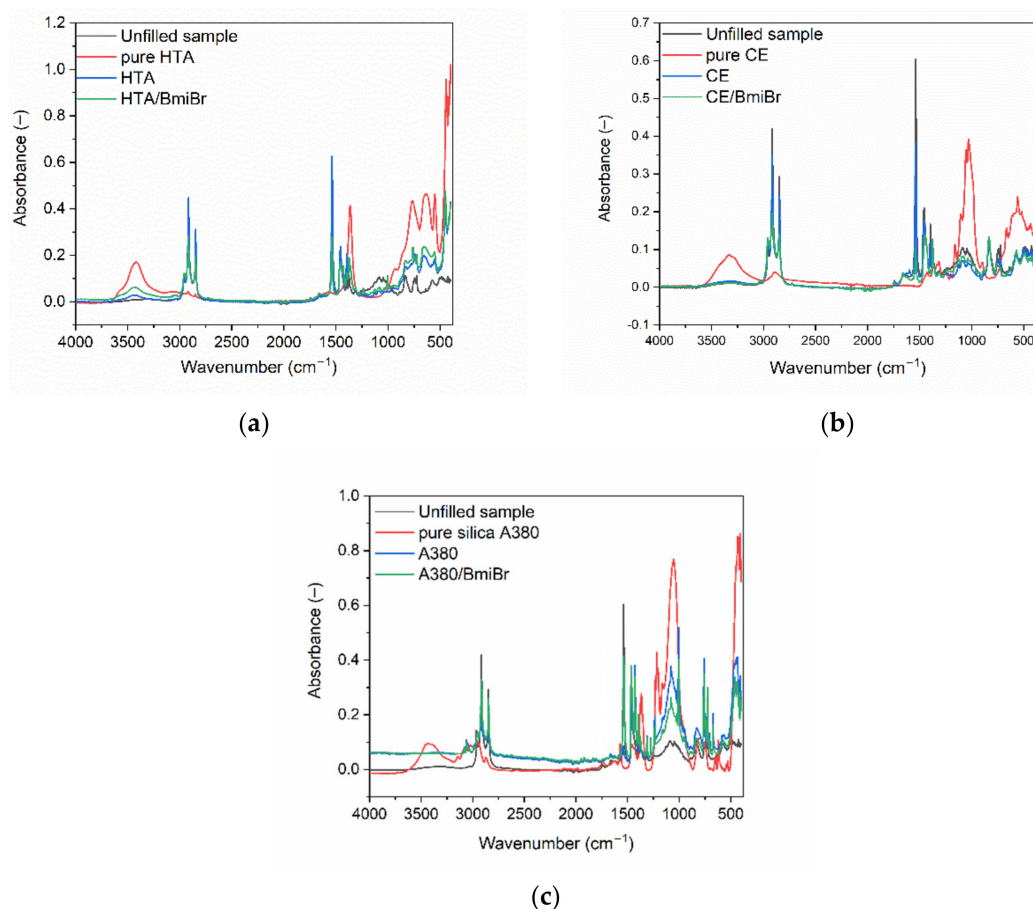 1.2
1.0
0.8
0.6
0.4
0.2
0.0
Absorbance (–)
Unfilled sample
pure HTA
HTA
HTA/BmiBr
4000 3500 3000 2500 2000 1500 1000 500
Wavenumber (cm⁻¹)
(a)
0.7
0.6
0.5
0.4
0.3
0.2
0.1
0.0
-0.1
Absorbance (–)
Unfilled sample
pure CE
CE
CE/BmiBr
4000 3500 3000 2500 2000 1500 1000 500
Wavenumber (cm⁻¹)
(b)
1.0
0.8
0.6
0.4
0.2
0.0
Absorbance (–)
Unfilled sample
pure silica A380
A380
A380/BmiBr
4000 3500 3000 2500 2000 1500 1000 500
Wavenumber (cm⁻¹)
(c)